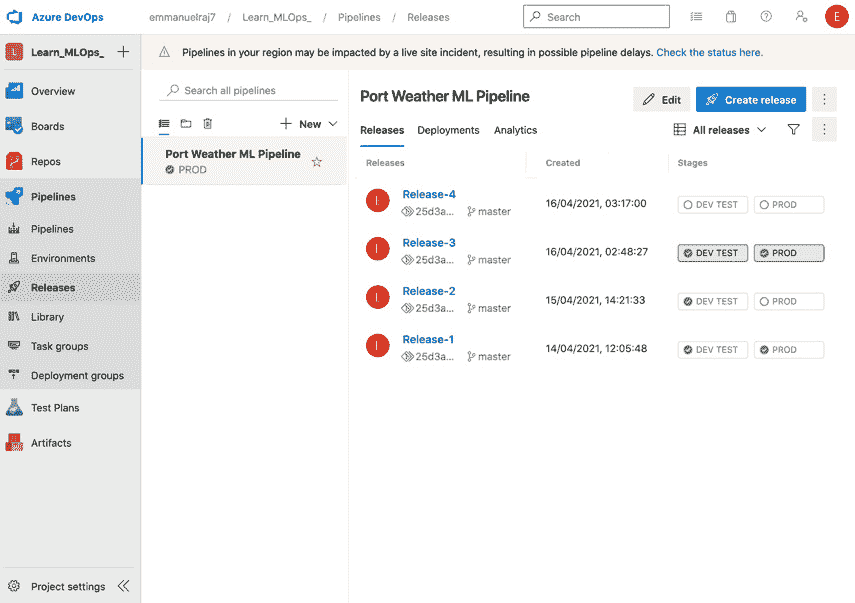 Azure DevOps emmanuelraj7 / Learn_MLOps_ / Pipelines / Releases Search E
L Learn_MLOps_ +
Pipelines in your region may be impacted by a live site incident, resulting in possible pipeline delays. Check the status here.
Overview
Boards
Repos
Pipelines
Pipelines
Environments
Releases
Library
Task groups
Deployment groups
Test Plans
Artifacts
Project settings
Search all pipelines
+ New
Port Weather ML Pipeline
PROD
Port Weather ML Pipeline
Edit Create release
Releases Deployments Analytics All releases
Releases Created Stages
Release-4
25d3a... master 16/04/2021, 03:17:00 DEV TEST PROD
Release-3
25d3a... master 16/04/2021, 02:48:27 DEV TEST PROD
Release-2
25d3a... master 15/04/2021, 14:21:33 DEV TEST PROD
Release-1
25d3a... master 14/04/2021, 12:05:48 DEV TEST PROD